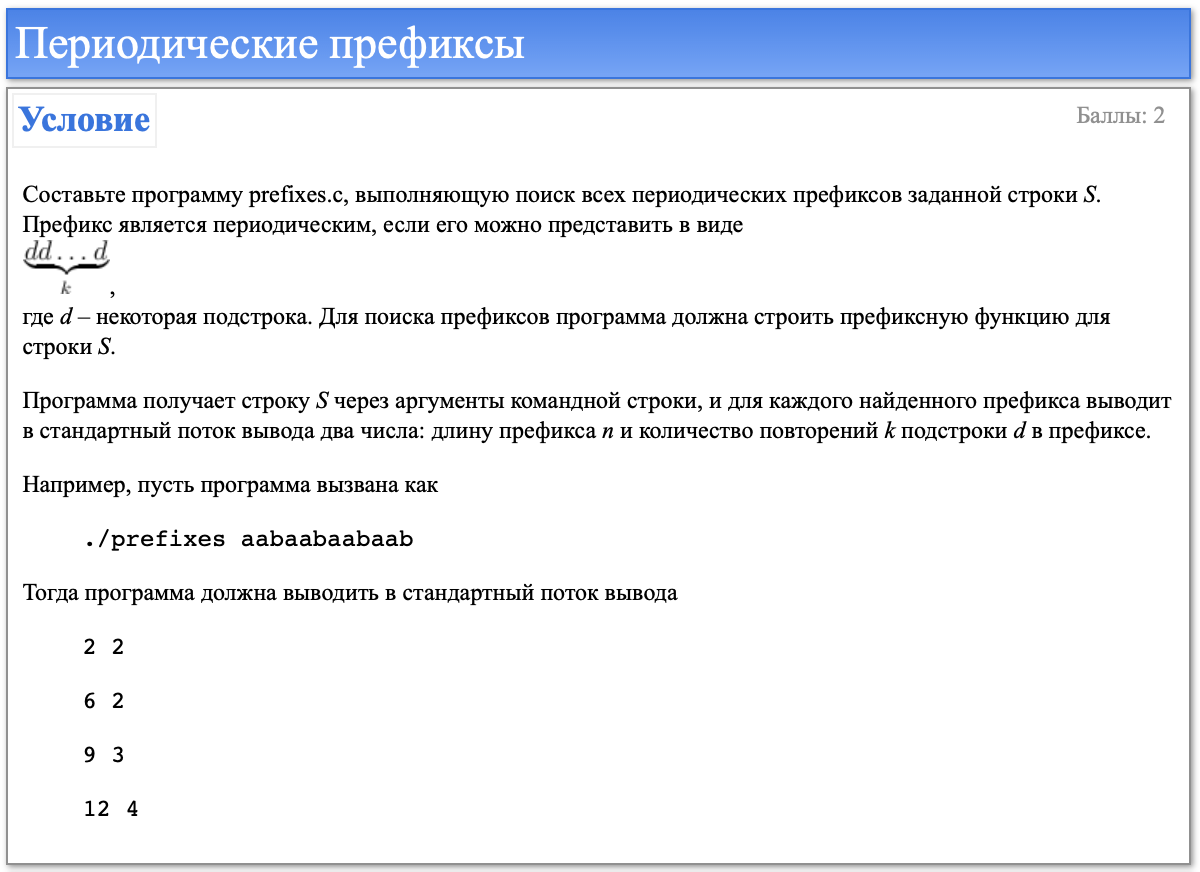 Периодические префиксы
Условие
Баллы: 2
Составьте программу prefixes.c, выполняющую поиск всех периодических префиксов заданной строки S.
Префикс является периодическим, если его можно представить в виде
dd . . . d
k ,
где d – некоторая подстрока. Для поиска префиксов программа должна строить префиксную функцию для
строки S.
Программа получает строку S через аргументы командной строки, и для каждого найденного префикса выводит
в стандартный поток вывода два числа: длину префикса n и количество повторений k подстроки d в префиксе.
Например, пусть программа вызвана как
./prefixes aabaabaabaab
Тогда программа должна выводить в стандартный поток вывода
2 2
6 2
9 3
12 4